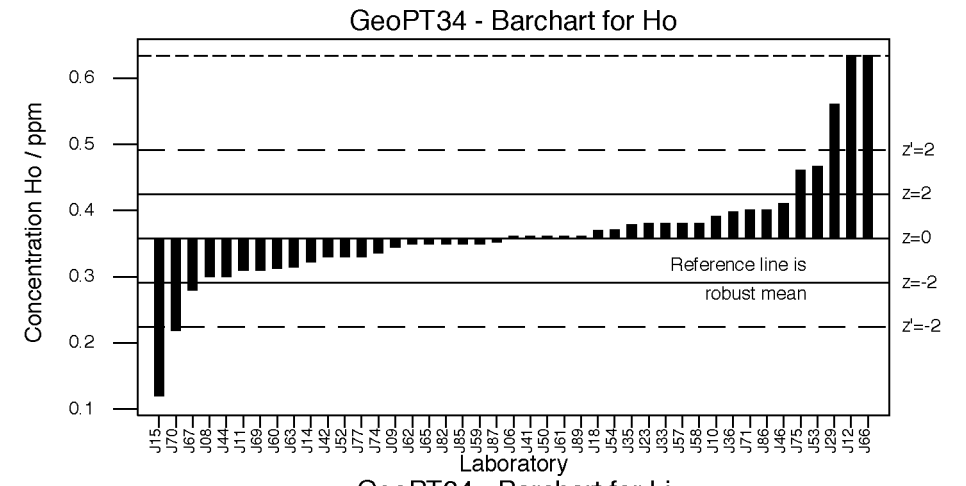 GeoPT34 - Barchart for Ho
Concentration Ho / ppm
0.6
0.5
0.4
0.3
0.2
0.1
z'=2
z=2
z=0
z=-2
z'=-2
Reference line is
robust mean
J15 J70 J67 J08 J44 J11 J69 J60 J63 J14 J42 J52 J77 J74 J09 J62 J65 J82 J85 J59 J87 J06 J41 J50 J61 J89 J18 J54 J35 J23 J33 J57 J58 J10 J36 J71 J86 J46 J75 J53 J29 J12 J66
Laboratory